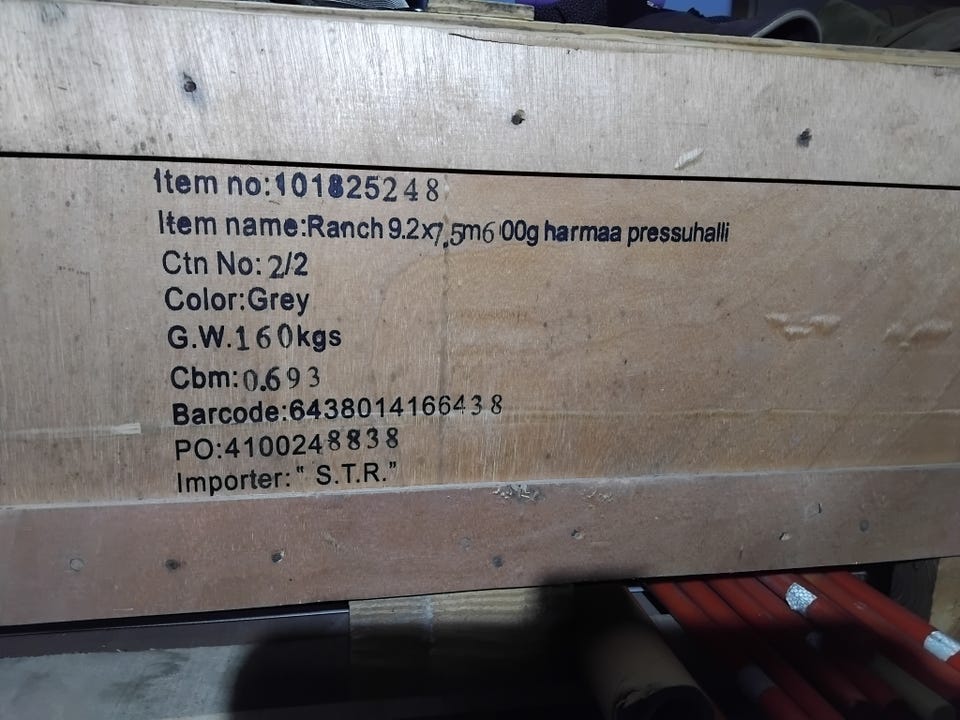 Item no:101825248
Item name:Ranch 9.2x7,5m600g harmaa pressuhalli
Ctn No: 2/2
Color:Grey
G.W.160kgs
Cbm:0.693
Barcode:6438014166438
PO:4100248838
Importer:“ S.T.R.”